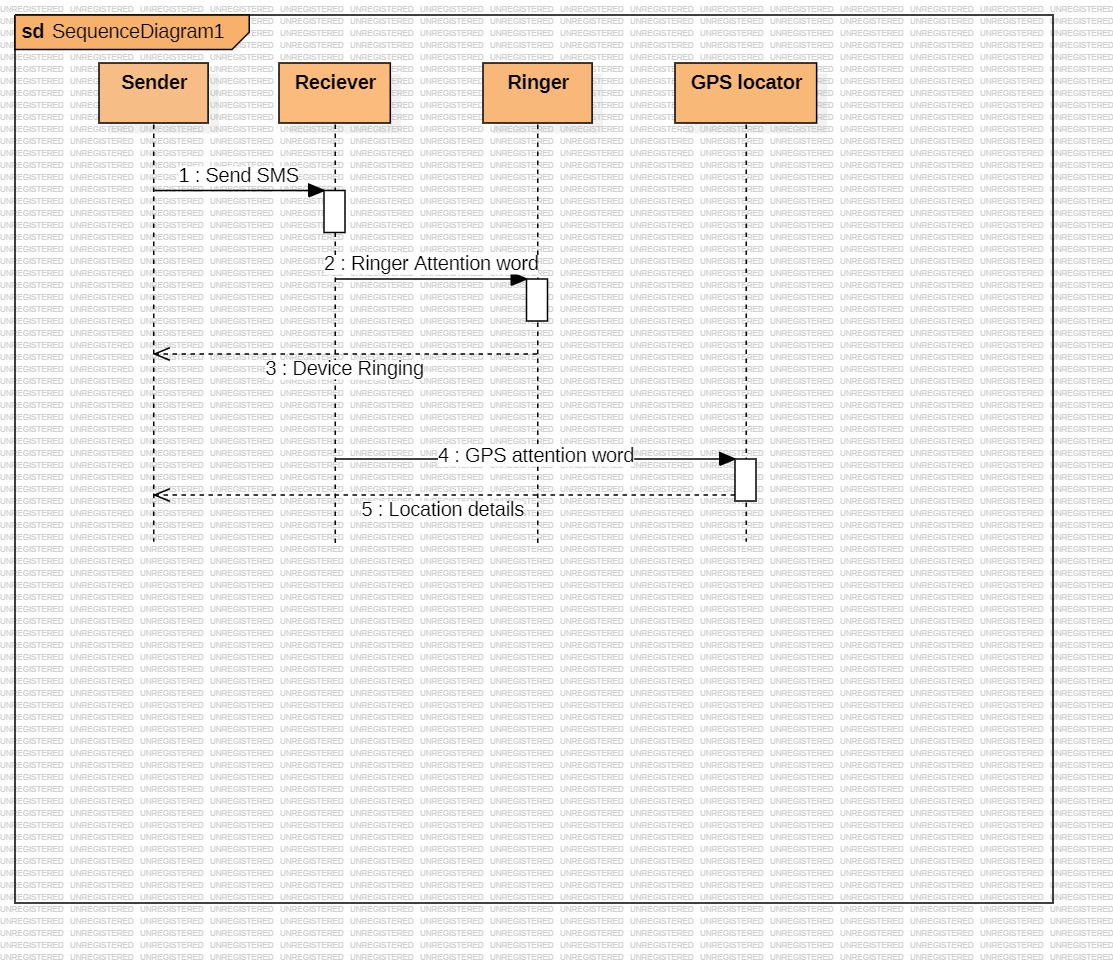 sd SequenceDiagram1
Sender
Reciever
Ringer
GPS locator
1 : Send SMS
2 : Ringer Attention word
3 : Device Ringing
4 : GPS attention word
5 : Location details
UNREGISTERED